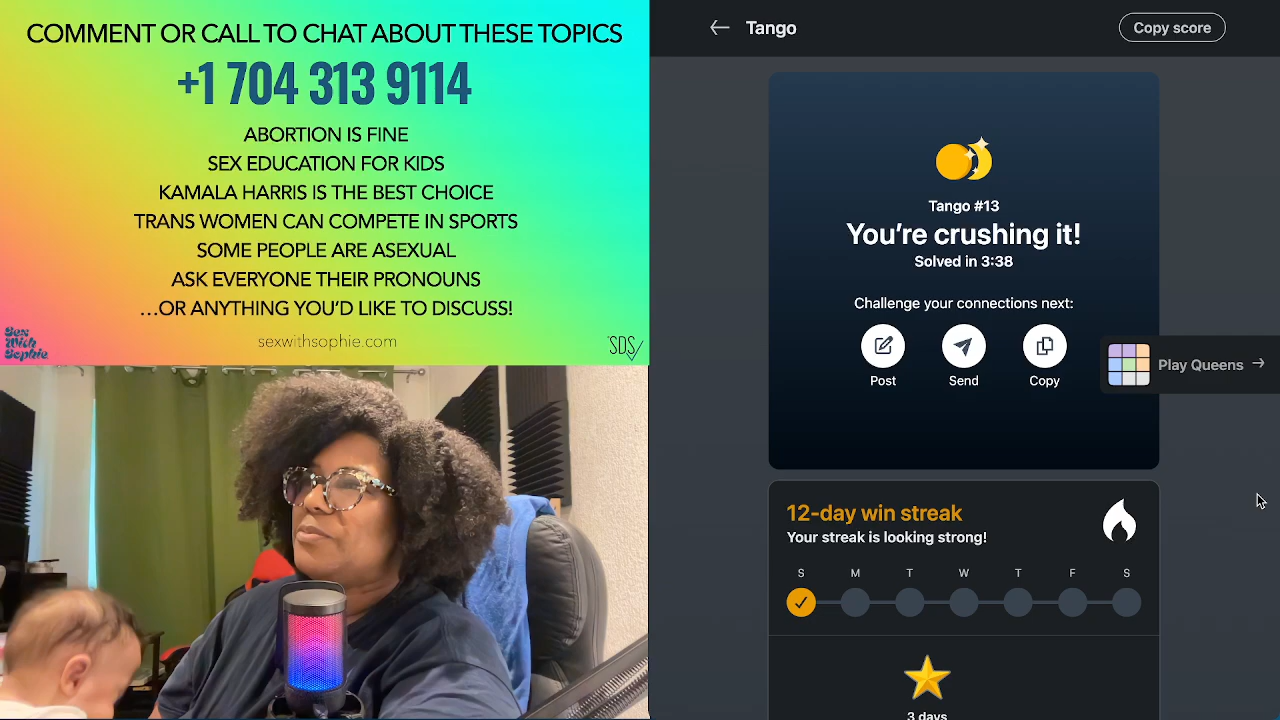 COMMENT OR CALL TO CHAT ABOUT THESE TOPICS
+1 704 313 9114
ABORTION IS FINE
SEX EDUCATION FOR KIDS
KAMALA HARRIS IS THE BEST CHOICE
TRANS WOMEN CAN COMPETE IN SPORTS
SOME PEOPLE ARE ASEXUAL
ASK EVERYONE THEIR PRONOUNS
...OR ANYTHING YOU'D LIKE TO DISCUSS!
Sex
With
Sophie
sexwithsophie.com
SDS
Tango
Copy score
Tango #13
You're crushing it!
Solved in 3:38
Challenge your connections next:
Post
Send
Copy
Play Queens
12-day win streak
Your streak is looking strong!
S M T W T F S
3 days